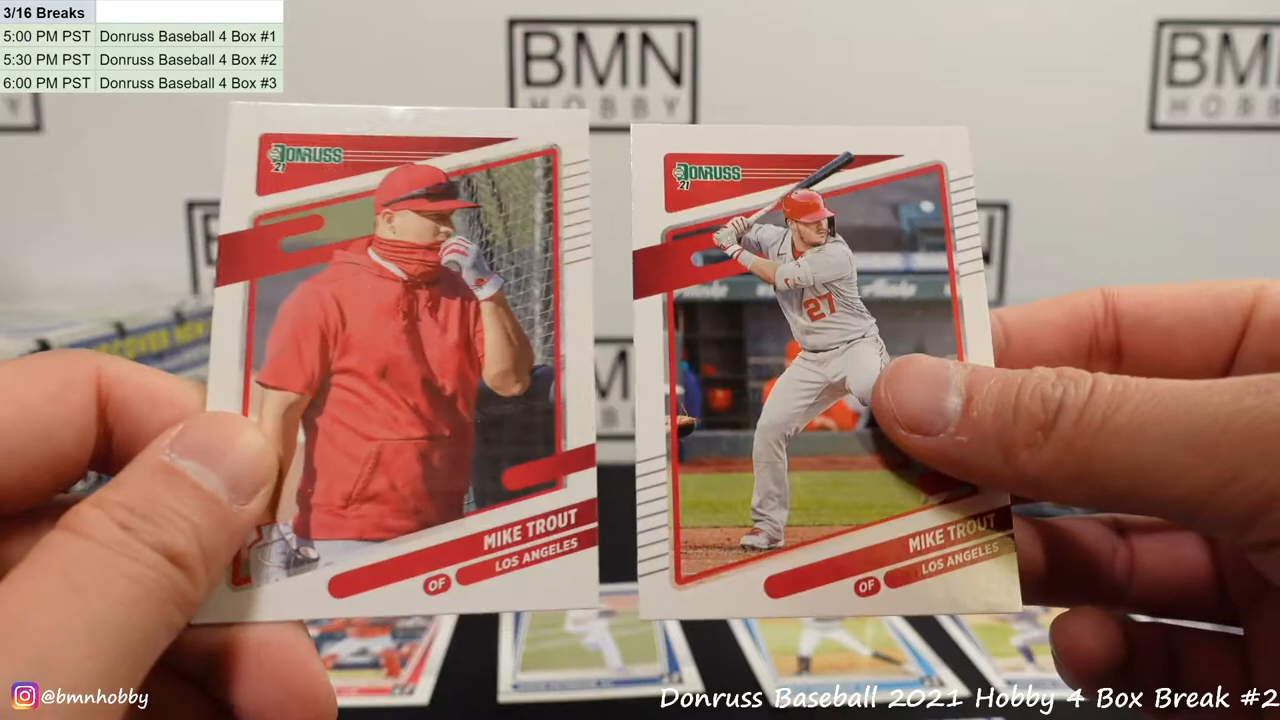 3/16 Breaks
5:00 PM PST Donruss Baseball 4 Box #1
5:30 PM PST Donruss Baseball 4 Box #2
6:00 PM PST Donruss Baseball 4 Box #3
BMN
HOBBY
DONRUSS
21
MIKE TROUT
OF
LOS ANGELES
DONRUSS
21
27
MIKE TROUT
OF
LOS ANGELES
@bmnhobby
Donruss Baseball 2021 Hobby 4 Box Break #2